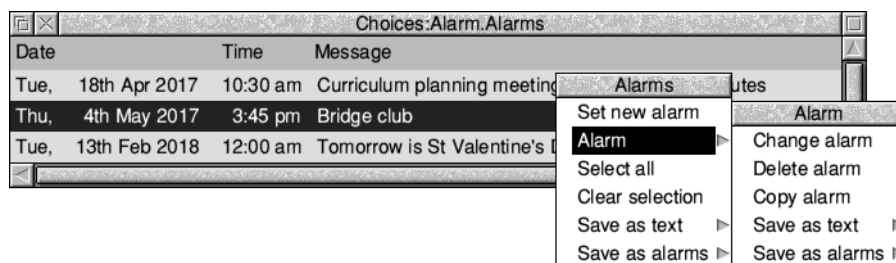 Choices:Alarm.Alarms
Date Time Message
Tue, 18th Apr 2017 10:30 am Curriculum planning meeting utes
Thu, 4th May 2017 3:45 pm Bridge club
Tue, 13th Feb 2018 12:00 am Tomorrow is St Valentine's
Alarms
Set new alarm
Alarm
Select all
Clear selection
Save as text
Save as alarms
Alarm
Change alarm
Delete alarm
Copy alarm
Save as text
Save as alarms